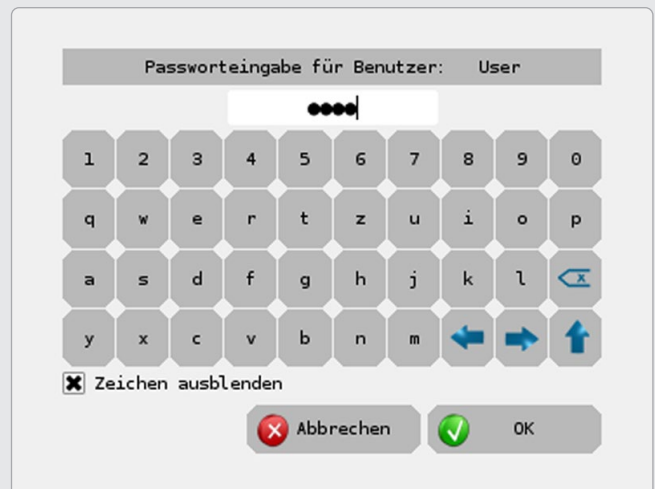 Passworteingabe für Benutzer: User
●●●●
1 2 3 4 5 6 7 8 9 0
q w e r t z u i o p
a s d f g h j k l x
y x c v b n m
Zeichen ausblenden
Abbrechen OK